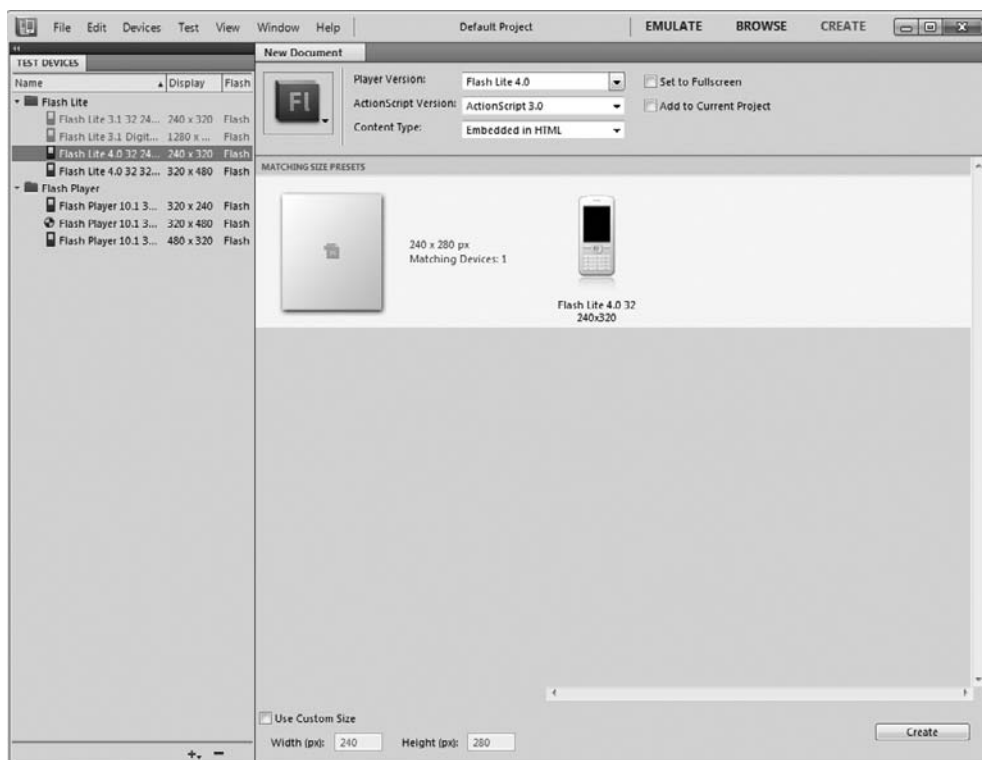 File Edit Devices Test View Window Help Default Project EMULATE BROWSE CREATE
TEST DEVICES
Name Display Flash
Flash Lite
Flash Lite 3.1 32 24... 240 x 320 Flash
Flash Lite 3.1 Digit... 1280 x ... Flash
Flash Lite 4.0 32 24... 240 x 320 Flash
Flash Lite 4.0 32 32... 320 x 480 Flash
Flash Player
Flash Player 10.1 3... 320 x 240 Flash
Flash Player 10.1 3... 320 x 480 Flash
Flash Player 10.1 3... 480 x 320 Flash
New Document
Fl
Player Version: Flash Lite 4.0
ActionScript Version: ActionScript 3.0
Content Type: Embedded in HTML
Set to Fullscreen
Add to Current Project
MATCHING SIZE PRESETS
240 x 280 px
Matching Devices: 1
Flash Lite 4.0 32
240x320
Use Custom Size
Width (px): 240 Height (px): 280
Create